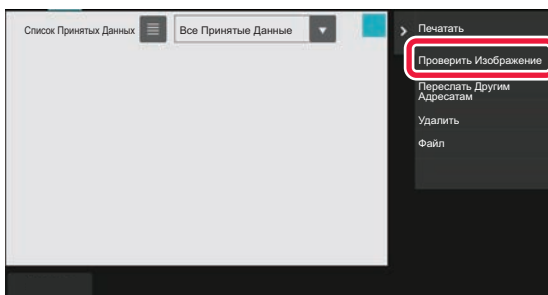 Список Принятых Данных
Все Принятые Данные
Печатать
Проверить Изображение
Переслать Другим
Адресатам
Удалить
Файл